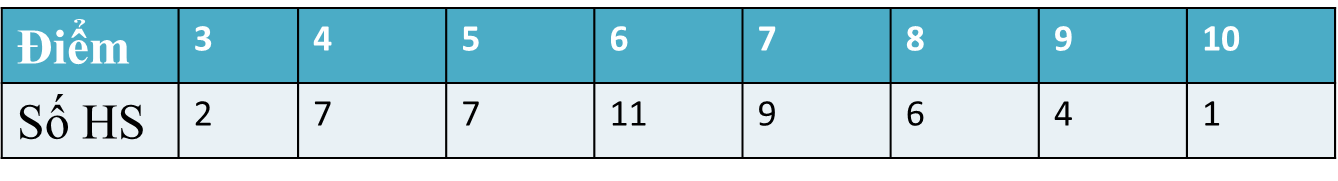 Điểm 3 4 5 6 7 8 9 10
Số HS 2 7 7 11 9 6 4 1